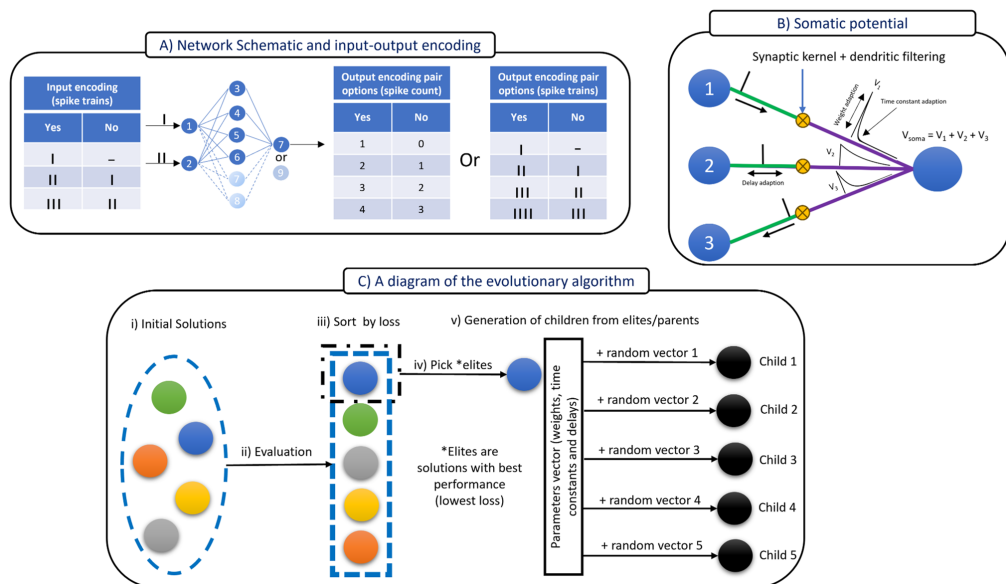 A) Network Schematic and input-output encoding
Input encoding
(spike trains)
Yes No
I –
II I
III II
I
II
1
2
3
4
5
6
7
8
7
or
9
Output encoding pair
options (spike count)
Yes No
1 0
2 1
3 2
4 3
Or
Output encoding pair
options (spike trains)
Yes No
I –
II I
III II
IIII III
B) Somatic potential
Synaptic kernel + dendritic filtering
1
2
3
Weight adaption
V1
Time constant
adaption
Vsoma = V1 + V2 + V3
V2
Delay adaption
V3
C) A diagram of the evolutionary algorithm
i) Initial Solutions
ii) Evaluation
iii) Sort by loss
iv) Pick *elites
*Elites are
solutions with best
performance
(lowest loss)
v) Generation of children from elites/parents
Parameters vector (weights, time
constants and delays)
+ random vector 1
Child 1
+ random vector 2
Child 2
+ random vector 3
Child 3
+ random vector 4
Child 4
+ random vector 5
Child 5